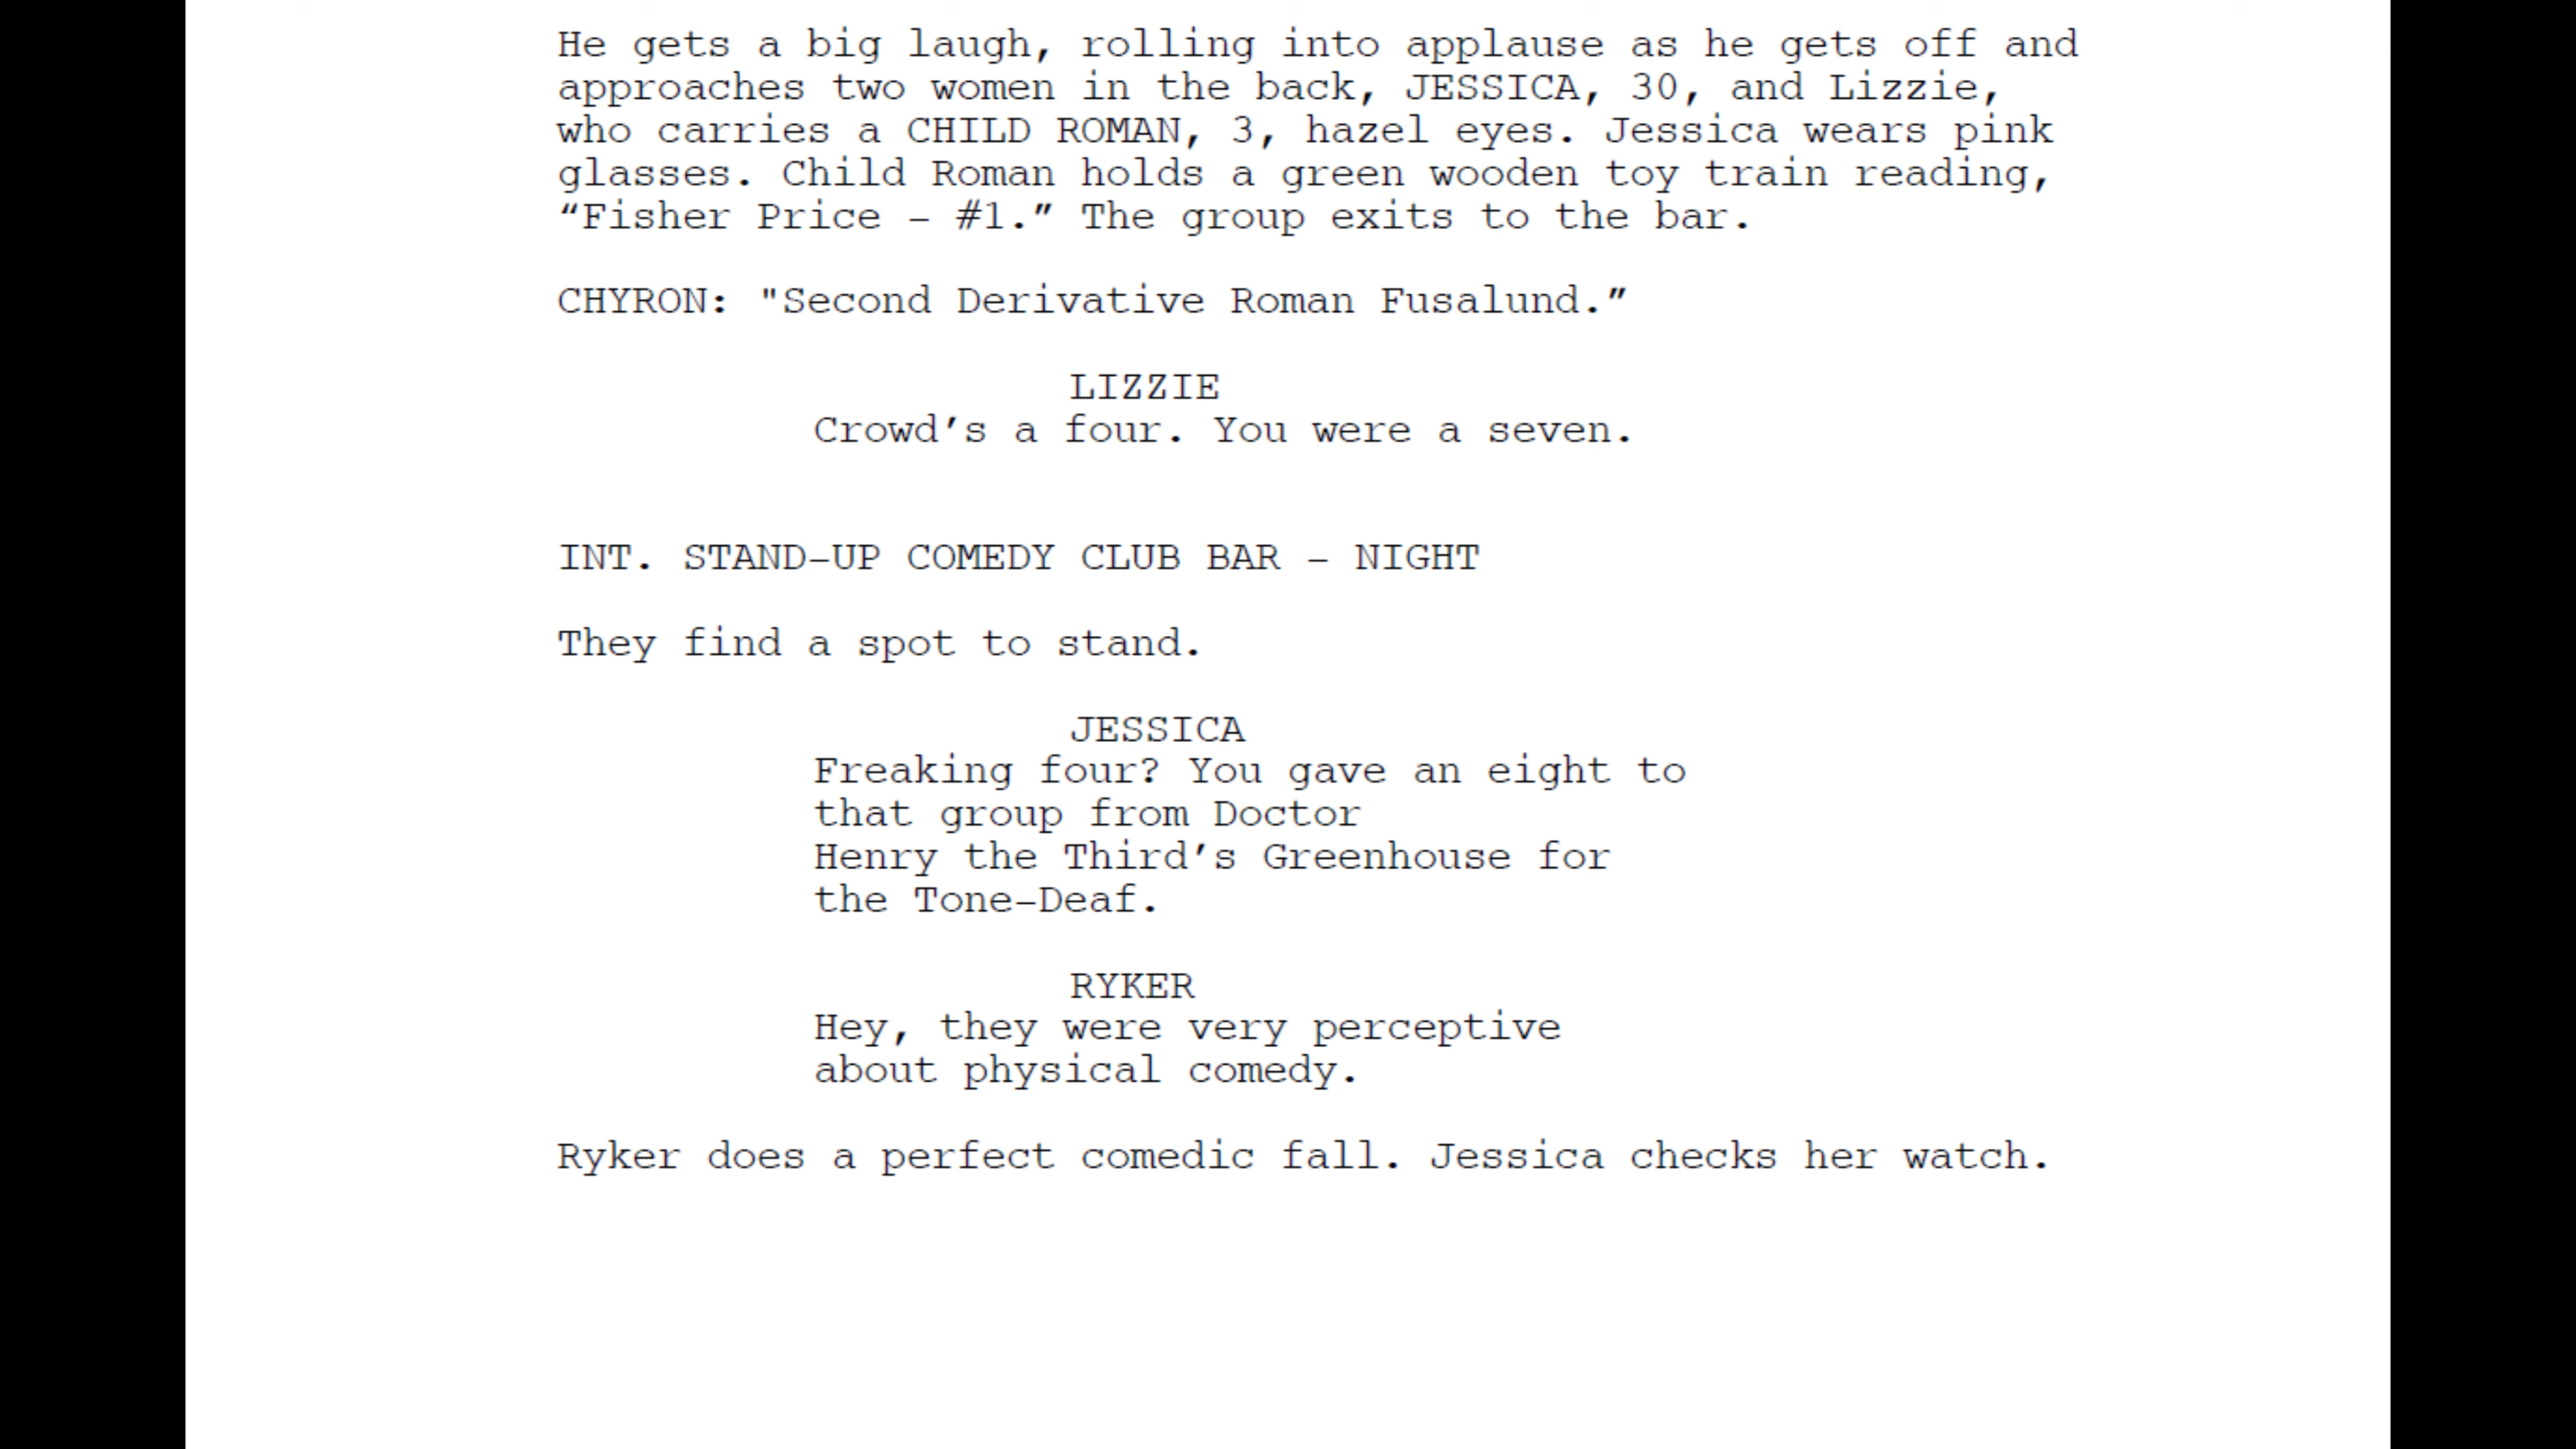 He gets a big laugh, rolling into applause as he gets off and
approaches two women in the back, JESSICA, 30, and Lizzie,
who carries a CHILD ROMAN, 3, hazel eyes. Jessica wears pink
glasses. Child Roman holds a green wooden toy train reading,
“Fisher Price – #1.” The group exits to the bar.
CHYRON: "Second Derivative Roman Fusalund.”
LIZZIE
Crowd’s a four. You were a seven.
INT. STAND-UP COMEDY CLUB BAR – NIGHT
They find a spot to stand.
JESSICA
Freaking four? You gave an eight to
that group from Doctor
Henry the Third’s Greenhouse for
the Tone-Deaf.
RYKER
Hey, they were very perceptive
about physical comedy.
Ryker does a perfect comedic fall. Jessica checks her watch.